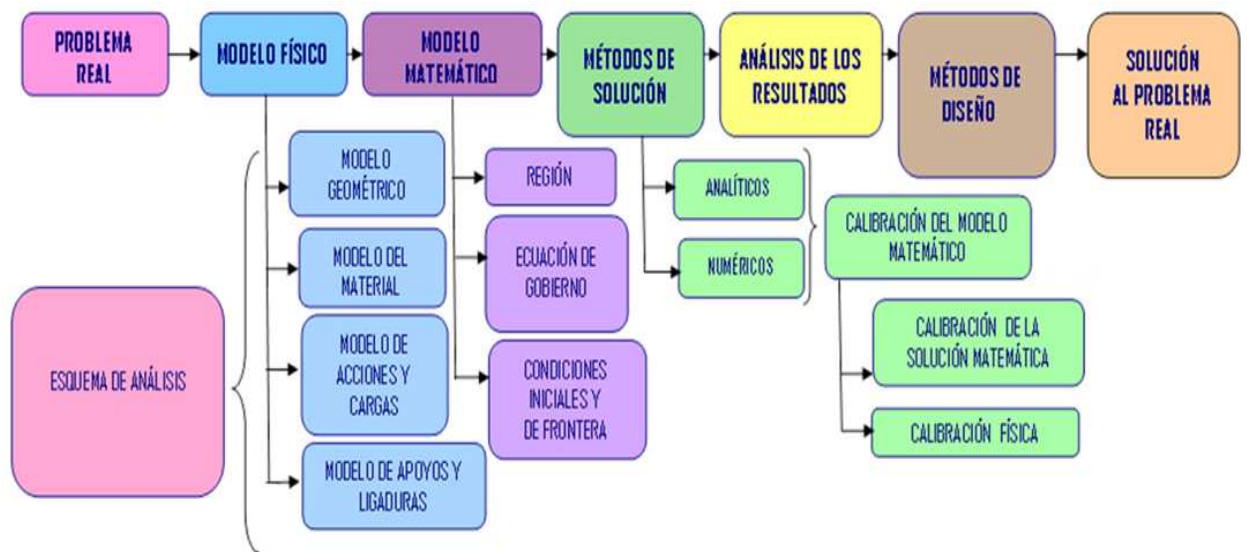 PROBLEMA
REAL
MODELO FÍSICO
MODELO
MATEMÁTICO
MÉTODOS DE
SOLUCIÓN
ANÁLISIS DE LOS
RESULTADOS
MÉTODOS DE
DISEÑO
SOLUCIÓN
AL PROBLEMA
REAL
ESQUEMA DE ANÁLISIS
MODELO
GEOMÉTRICO
MODELO DEL
MATERIAL
MODELO DE
ACCIONES Y
CARGAS
MODELO DE APOYOS Y
LIGADURAS
REGIÓN
ECUACIÓN DE
GOBIERNO
CONDICIONES
INICIALES Y
DE FRONTERA
ANALÍTICOS
NUMÉRICOS
CALIBRACIÓN DEL MODELO
MATEMÁTICO
CALIBRACIÓN DE LA
SOLUCIÓN MATEMÁTICA
CALIBRACIÓN FÍSICA